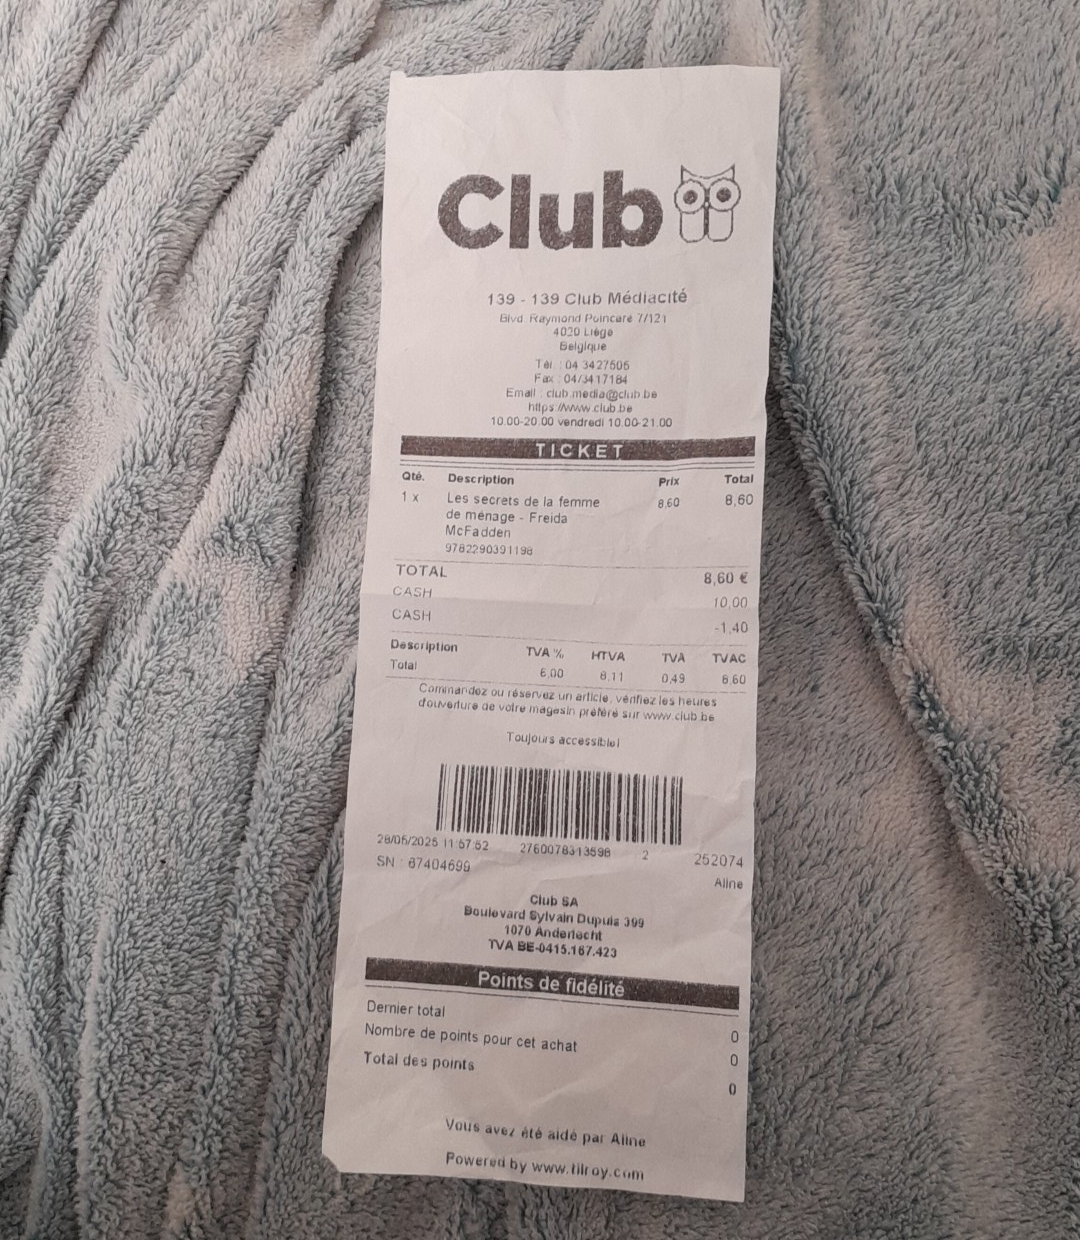 Club
139 - 139 Club Médiacité
Blvd. Raymond Poincaré 7/121
4020 Liège
Belgique
Tél : 04 3427505
Fax : 04/3417184
Email : club.media@club.be
https://www.club.be
10.00-20.00 vendredi 10.00-21.00
TICKET
Qté. Description Prix Total
1 x Les secrets de la femme 8,60 8,60
de ménage - Freida
McFadden
9782290391198
TOTAL 8,60 €
CASH 10,00
CASH -1,40
Description TVA % HTVA TVA TVAC
Total 6,00 8,11 0,49 8,60
Commandez ou réservez un article, vérifiez les heures
d'ouverture de votre magasin préféré sur www.club.be
Toujours accessible!
28/05/2025 11:57:52 2760078313598 2 252074
SN : 67404699 Aline
Club SA
Boulevard Sylvain Dupuis 399
1070 Anderlecht
TVA BE-0415.167.423
Points de fidélité
Dernier total 0
Nombre de points pour cet achat 0
Total des points 0
Vous avez été aidé par Aline
Powered by www.tilroy.com